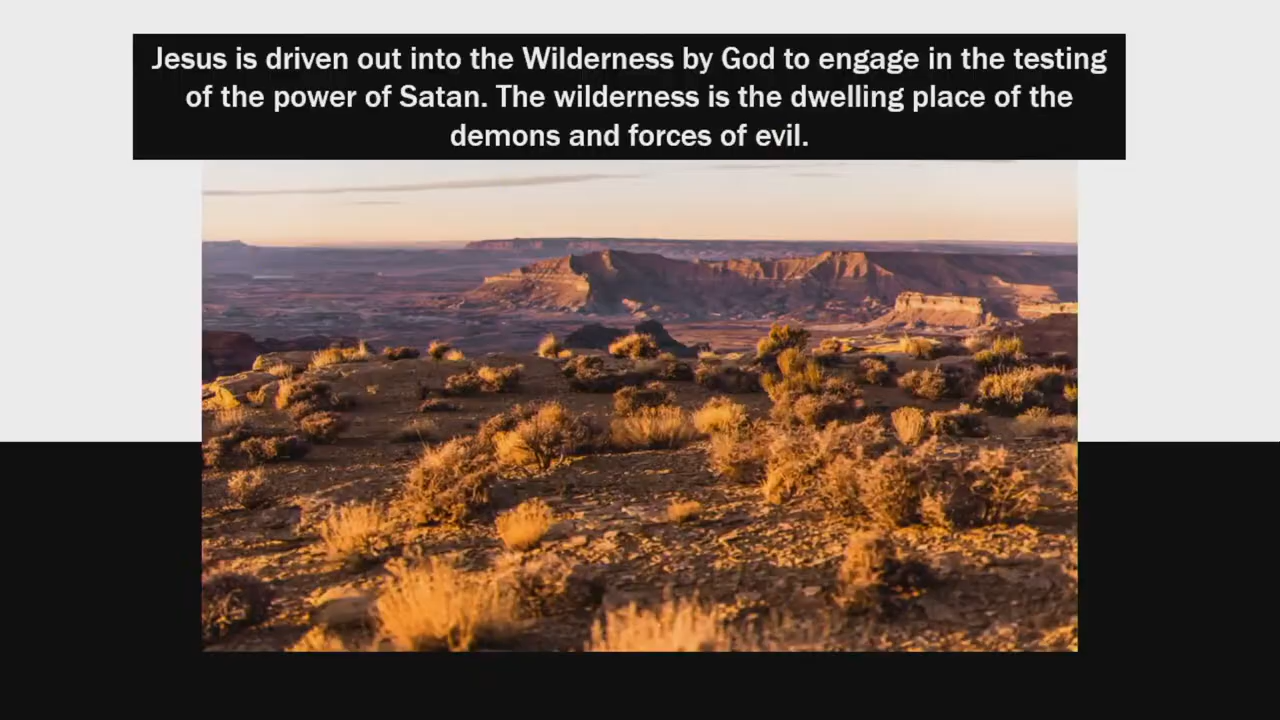 Jesus is driven out into the Wilderness by God to engage in the testing
of the power of Satan. The wilderness is the dwelling place of the
demons and forces of evil.